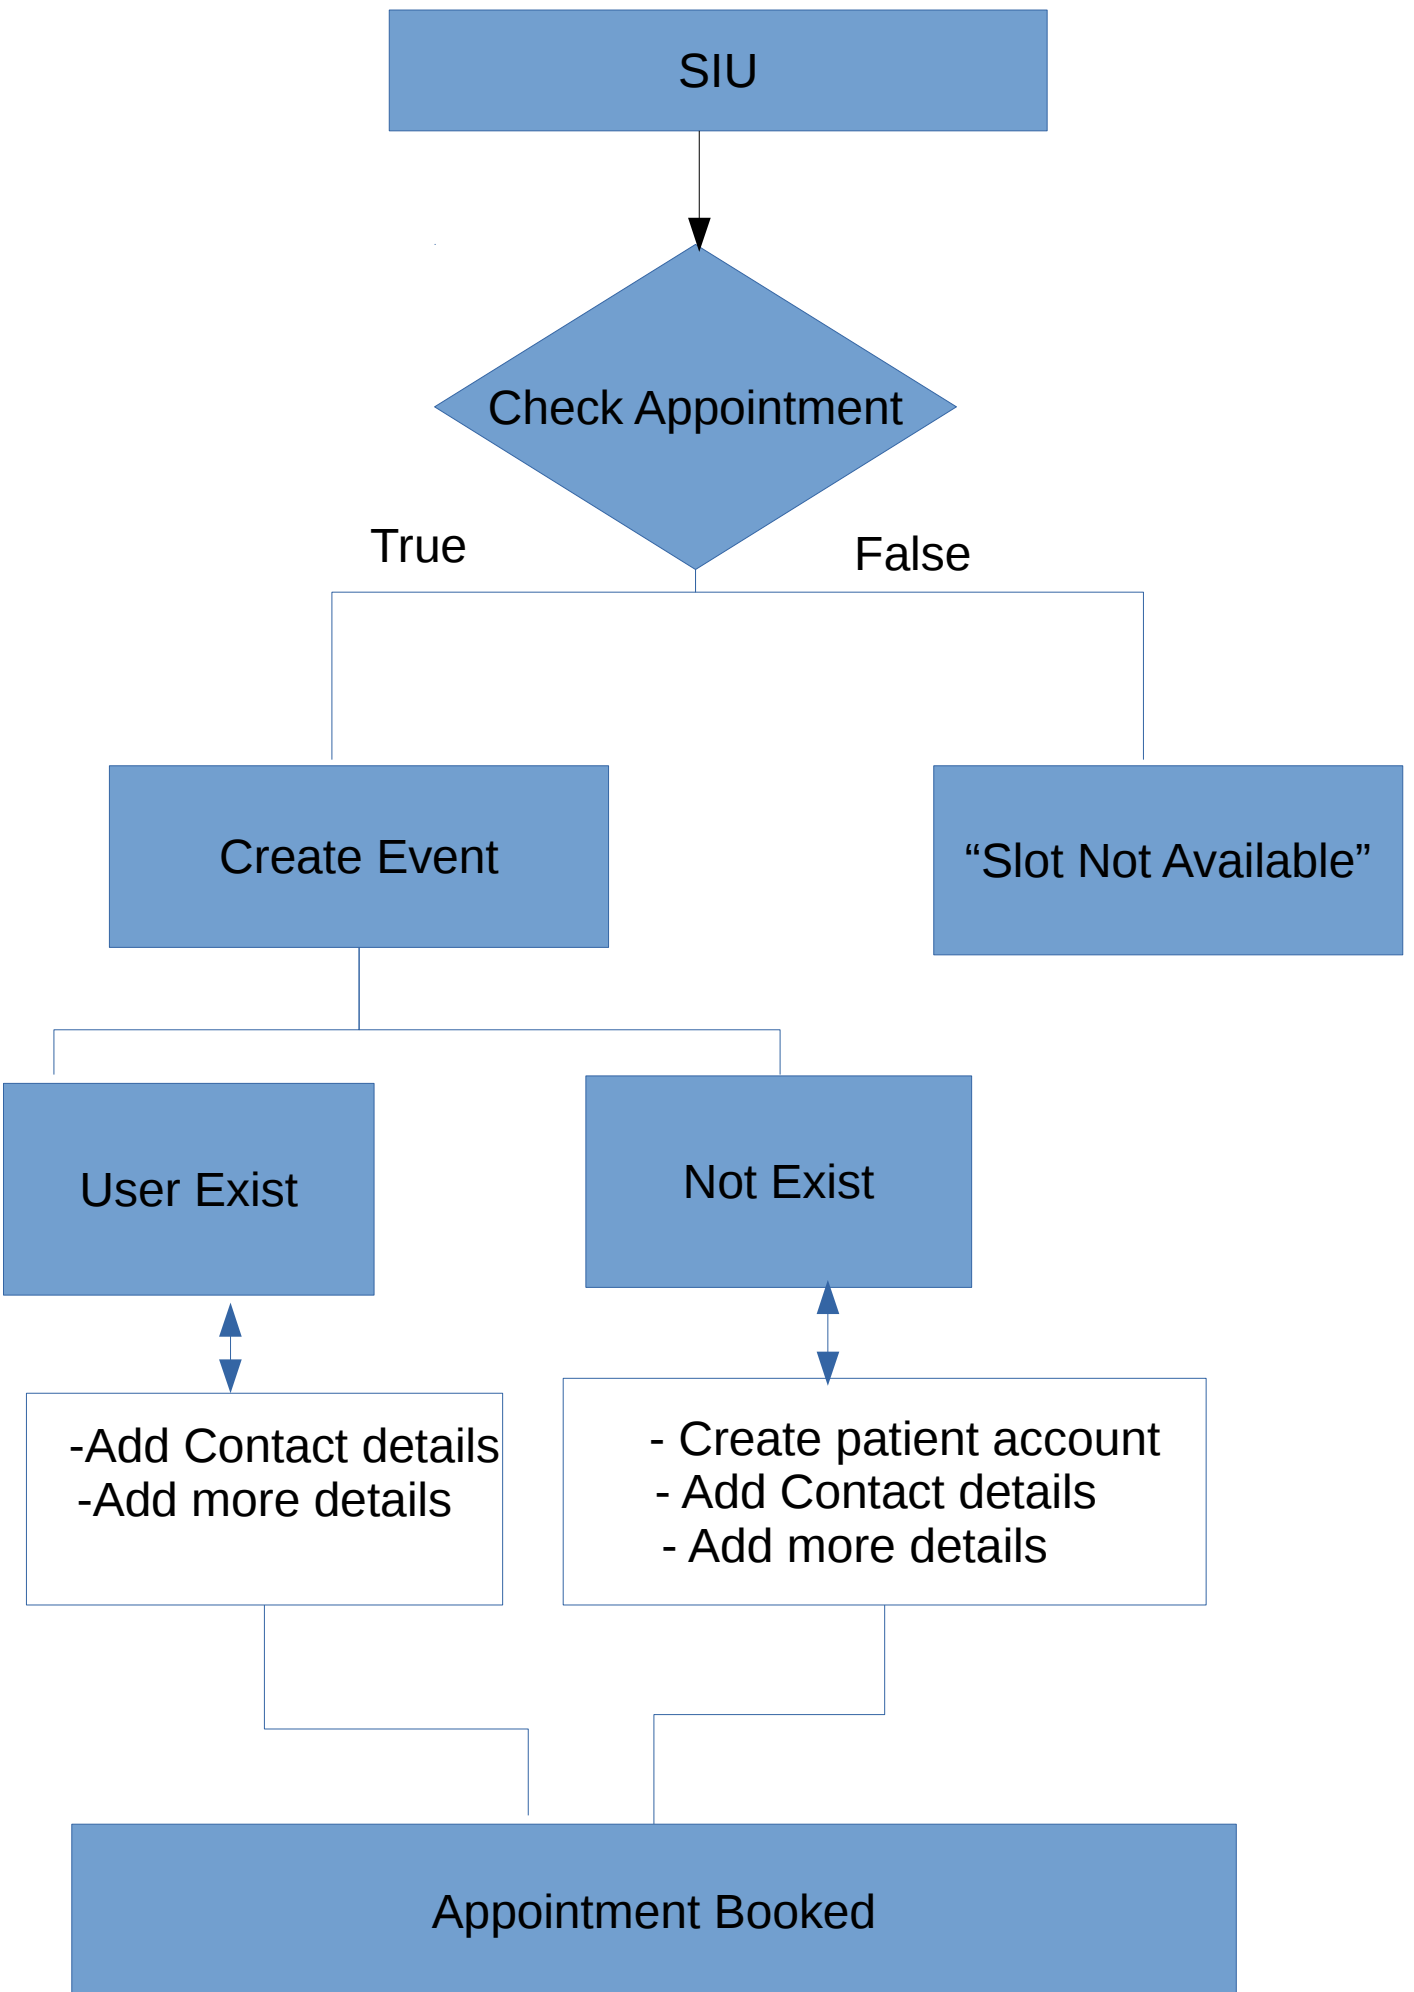 SIU
Check Appointment
True
False
Create Event
“Slot Not Available”
User Exist
Not Exist
-Add Contact details
-Add more details
- Create patient account
- Add Contact details
- Add more details
Appointment Booked